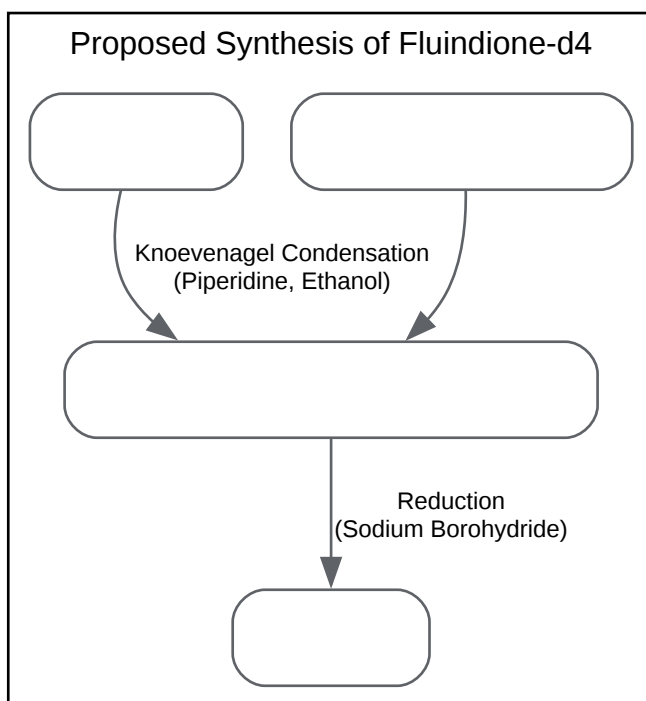 Proposed Synthesis of Fluindione-d4
Knoevenagel Condensation
(Piperidine, Ethanol)
Reduction
(Sodium Borohydride)